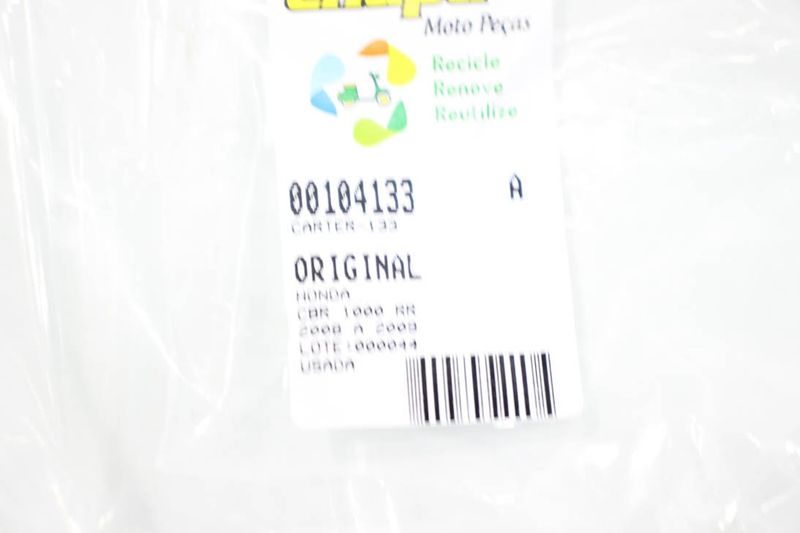 Moto Peças
Recicle
Renove
Reutilize
00104133 A
CARTER-133
ORIGINAL
HONDA
CBR 1000 RR
2008 A 2009
LOTE:000044
USADA